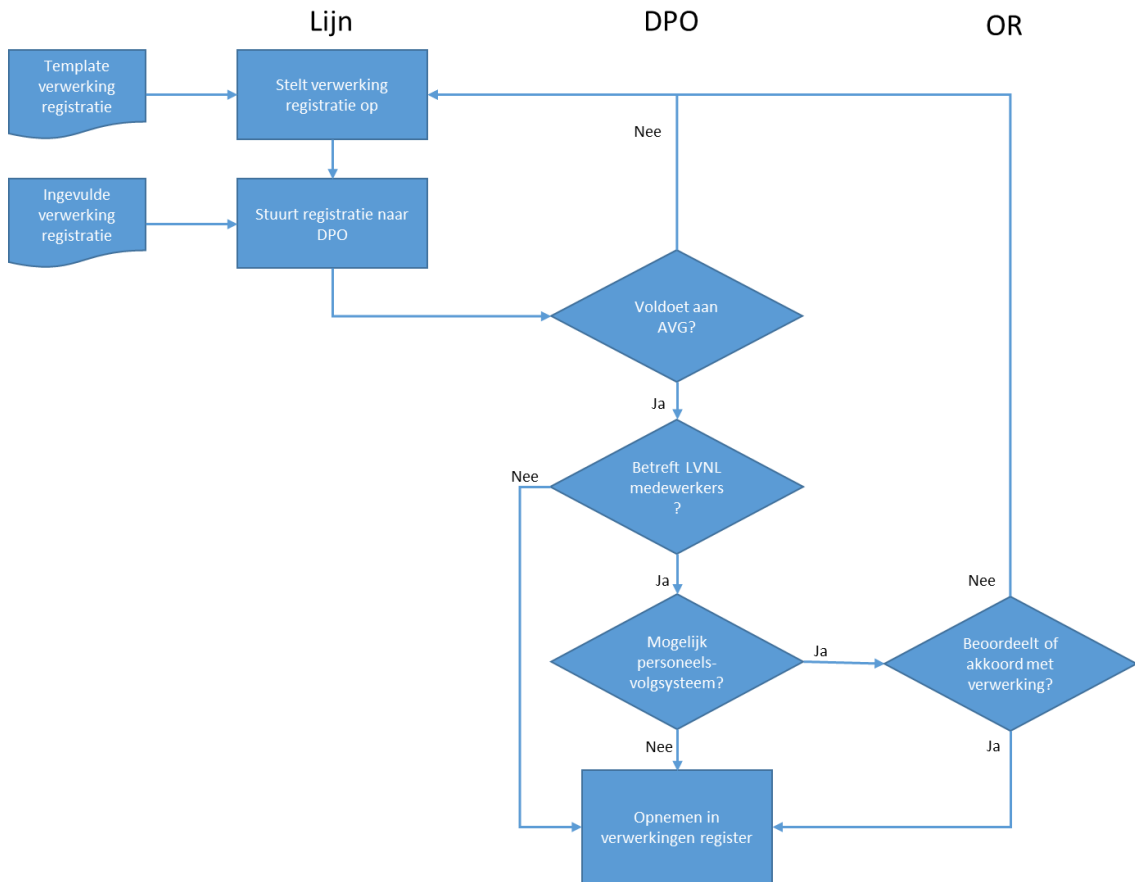 Lijn
DPO
OR
Template
verwerking
registratie
Stelt verwerking
registratie op
Nee
Ingevulde
verwerking
registratie
Stuurt registratie naar
DPO
Voldoet aan
AVG?
Ja
Nee
Betreft LVNL
medewerkers
?
Ja
Nee
Mogelijk
personeels-
volgsysteem?
Ja
Beoordeelt of
akkoord met
verwerking?
Nee
Ja
Opnemen in
verwerkingen register